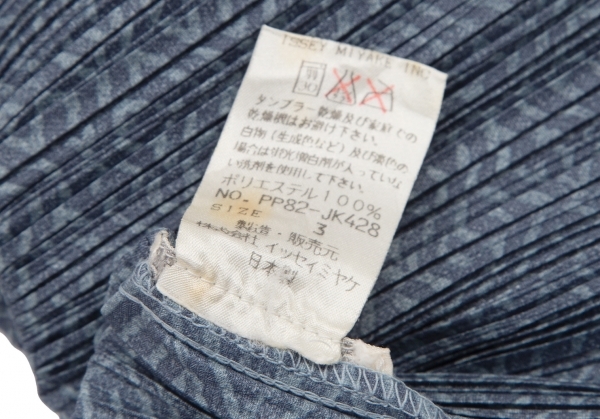 ISSEY MIYAKE INC.
タンブラー乾燥及び家庭での
乾燥機はお避け下さい。
白物(生成色など)及び淡色の
場合は蛍光増白剤が入っていな
い洗剤を使用して下さい。
ポリエステル100%
NO. PP82-JK428
SIZE 3
製造者・販売元
株式会社 イッセイミヤケ
日本製